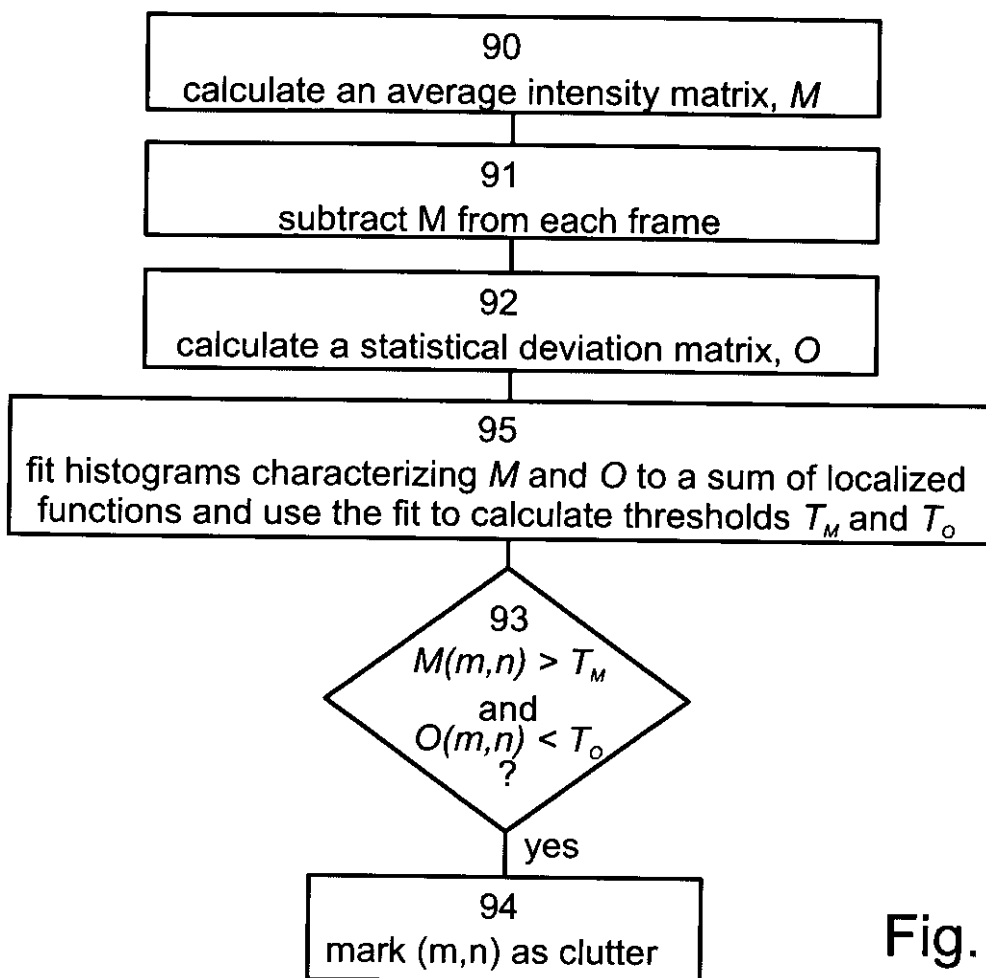 90
calculate an average intensity matrix, M
91
subtract M from each frame
92
calculate a statistical deviation matrix, O
95
fit histograms characterizing M and O to a sum of localized
functions and use the fit to calculate thresholds T_M and T_O
93
M(m,n) > T_M
and
O(m,n) < T_O
?
yes
94
mark (m,n) as clutter
Fig.